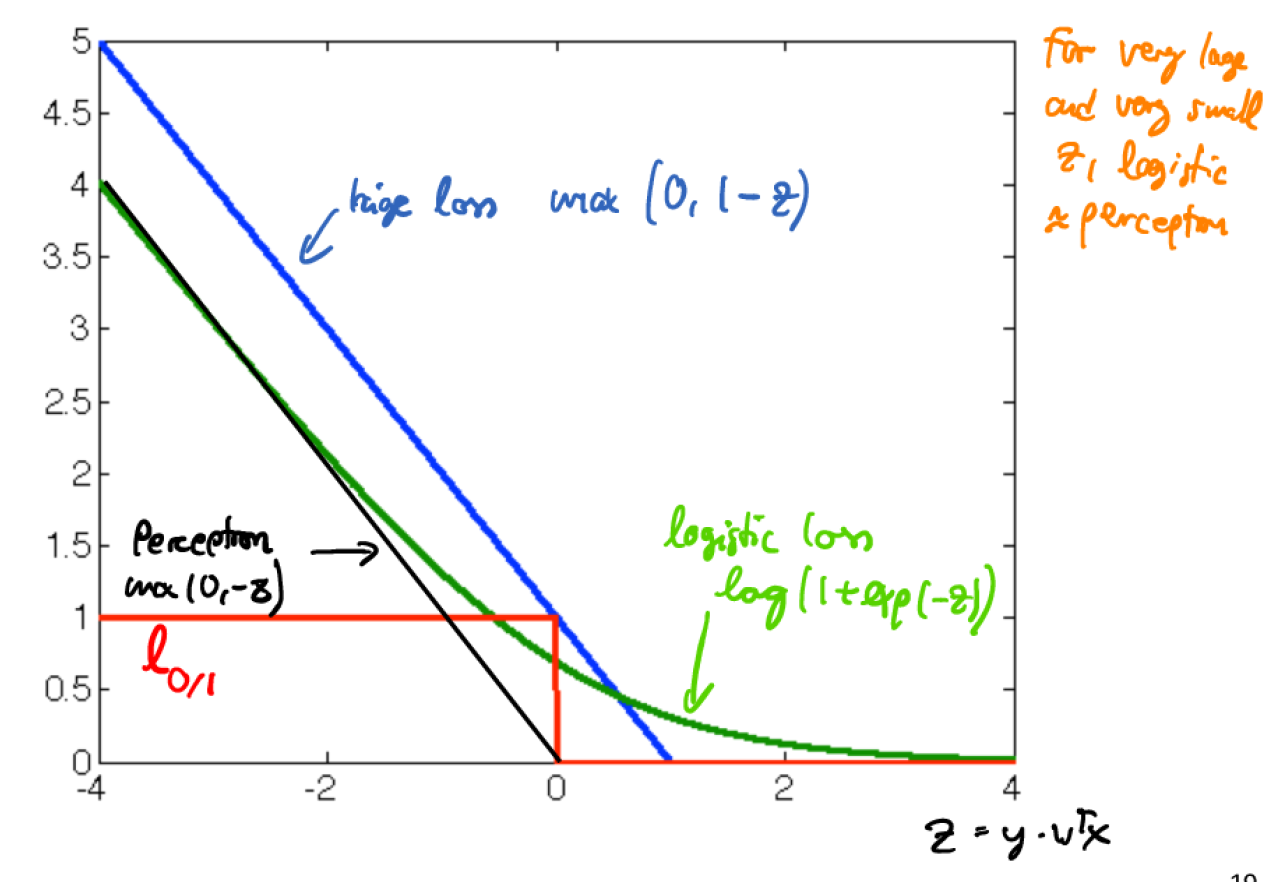 5
4.5
4
3.5
3
2.5
2
1.5
1
0.5
0
-4
-2
0
2
4
hinge loss max (0, 1-z)
For very large
and very small
z, logistic
≈ perceptron
Perceptron
max (0,-z)
l0/1
logistic loss
log (1+exp(-z))
z = y · wᵀx
19